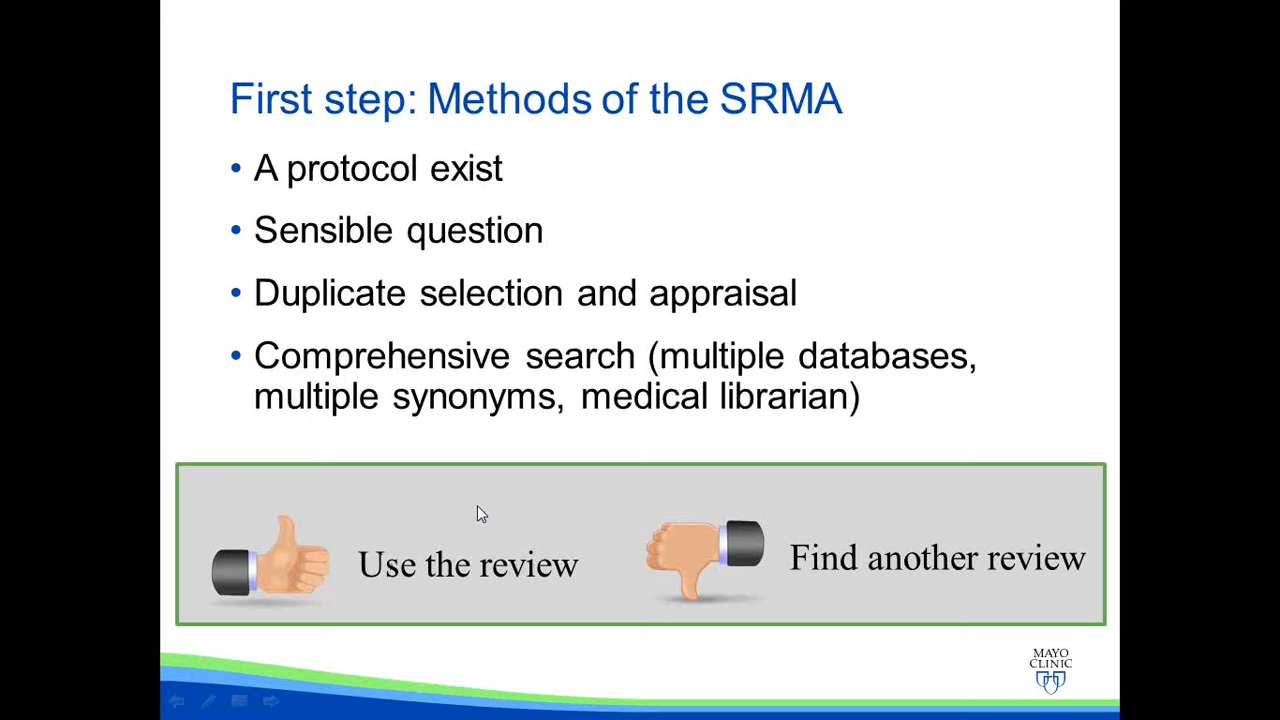 First step: Methods of the SRMA
• A protocol exist
• Sensible question
• Duplicate selection and appraisal
• Comprehensive search (multiple databases,
multiple synonyms, medical librarian)
Use the review
Find another review
MAYO
CLINIC